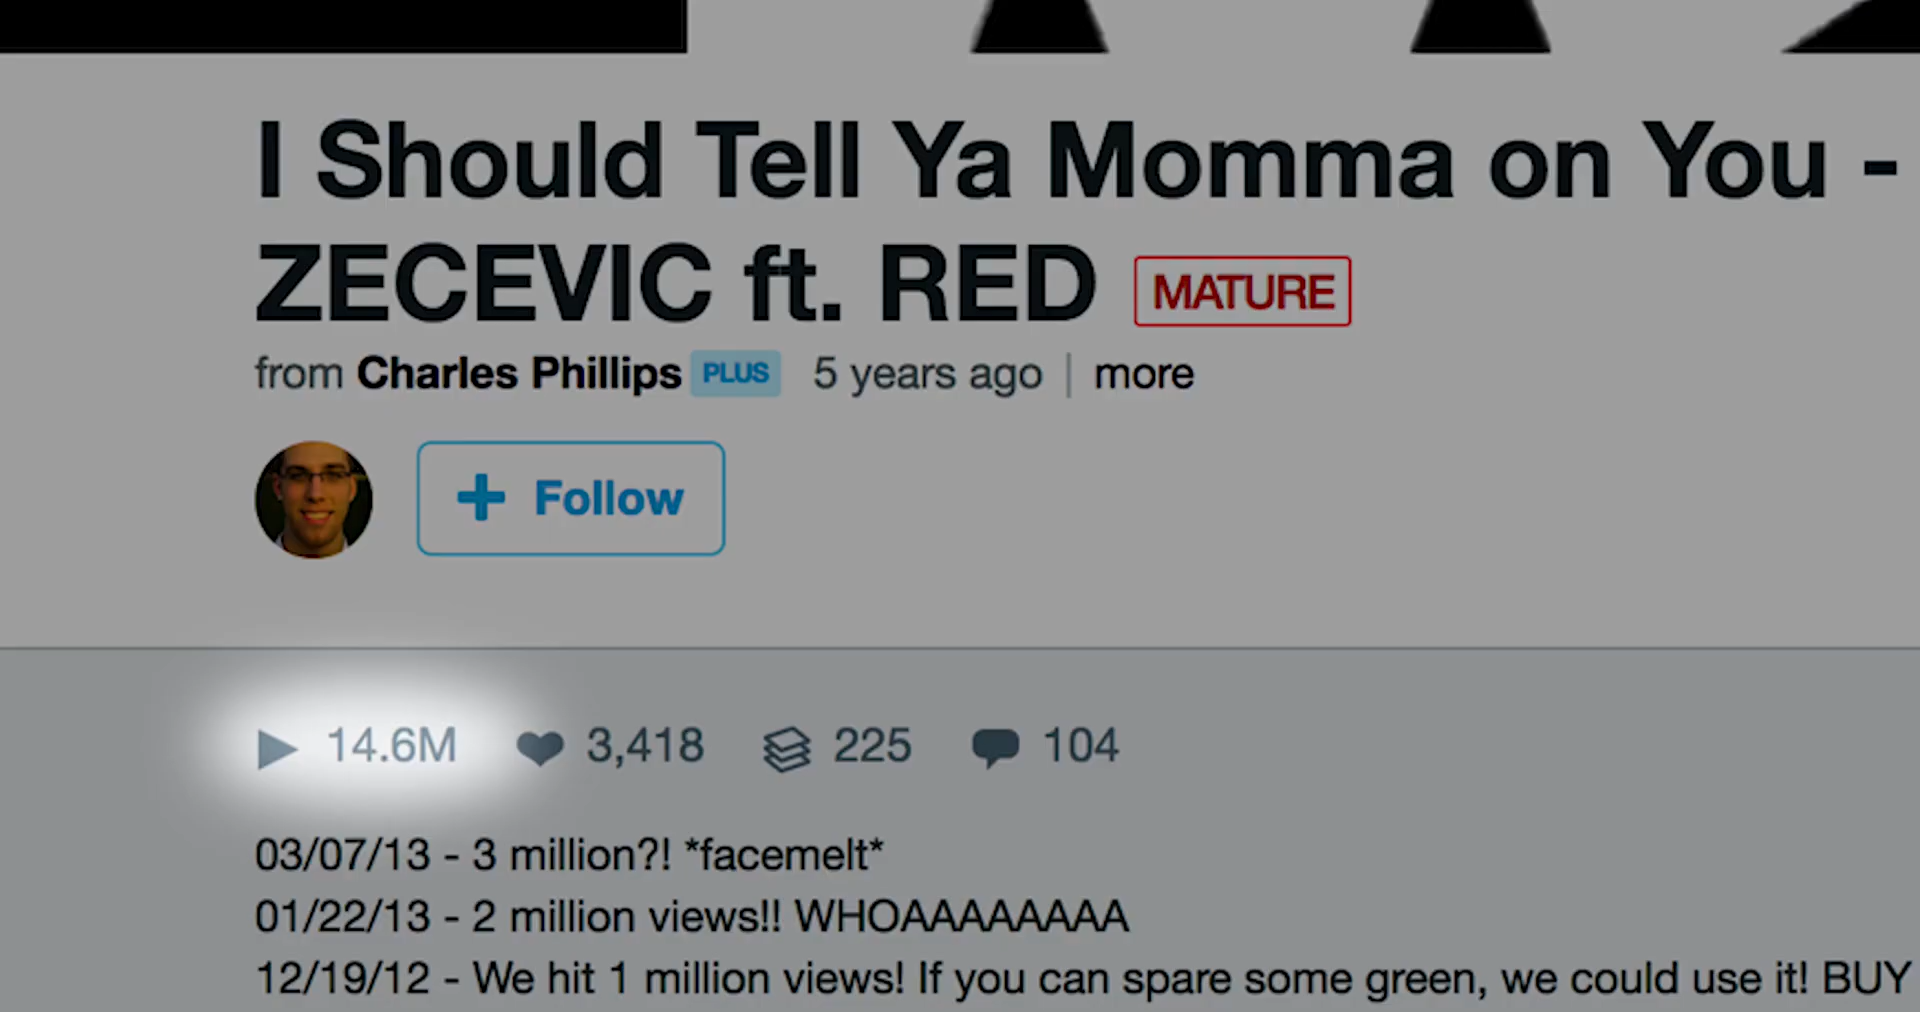 I Should Tell Ya Momma on You -
ZECEVIC ft. RED MATURE
from Charles Phillips PLUS 5 years ago | more
+ Follow
14.6M 3,418 225 104
03/07/13 - 3 million?! *facemelt*
01/22/13 - 2 million views!! WHOAAAAAAAA
12/19/12 - We hit 1 million views! If you can spare some green, we could use it! BUY